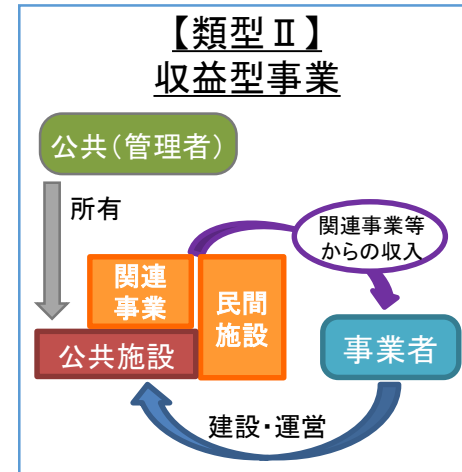 【類型Ⅱ】
収益型事業
公共(管理者)
所有
関連事業等
からの収入
関連
事業
民間
施設
公共施設
事業者
建設・運営